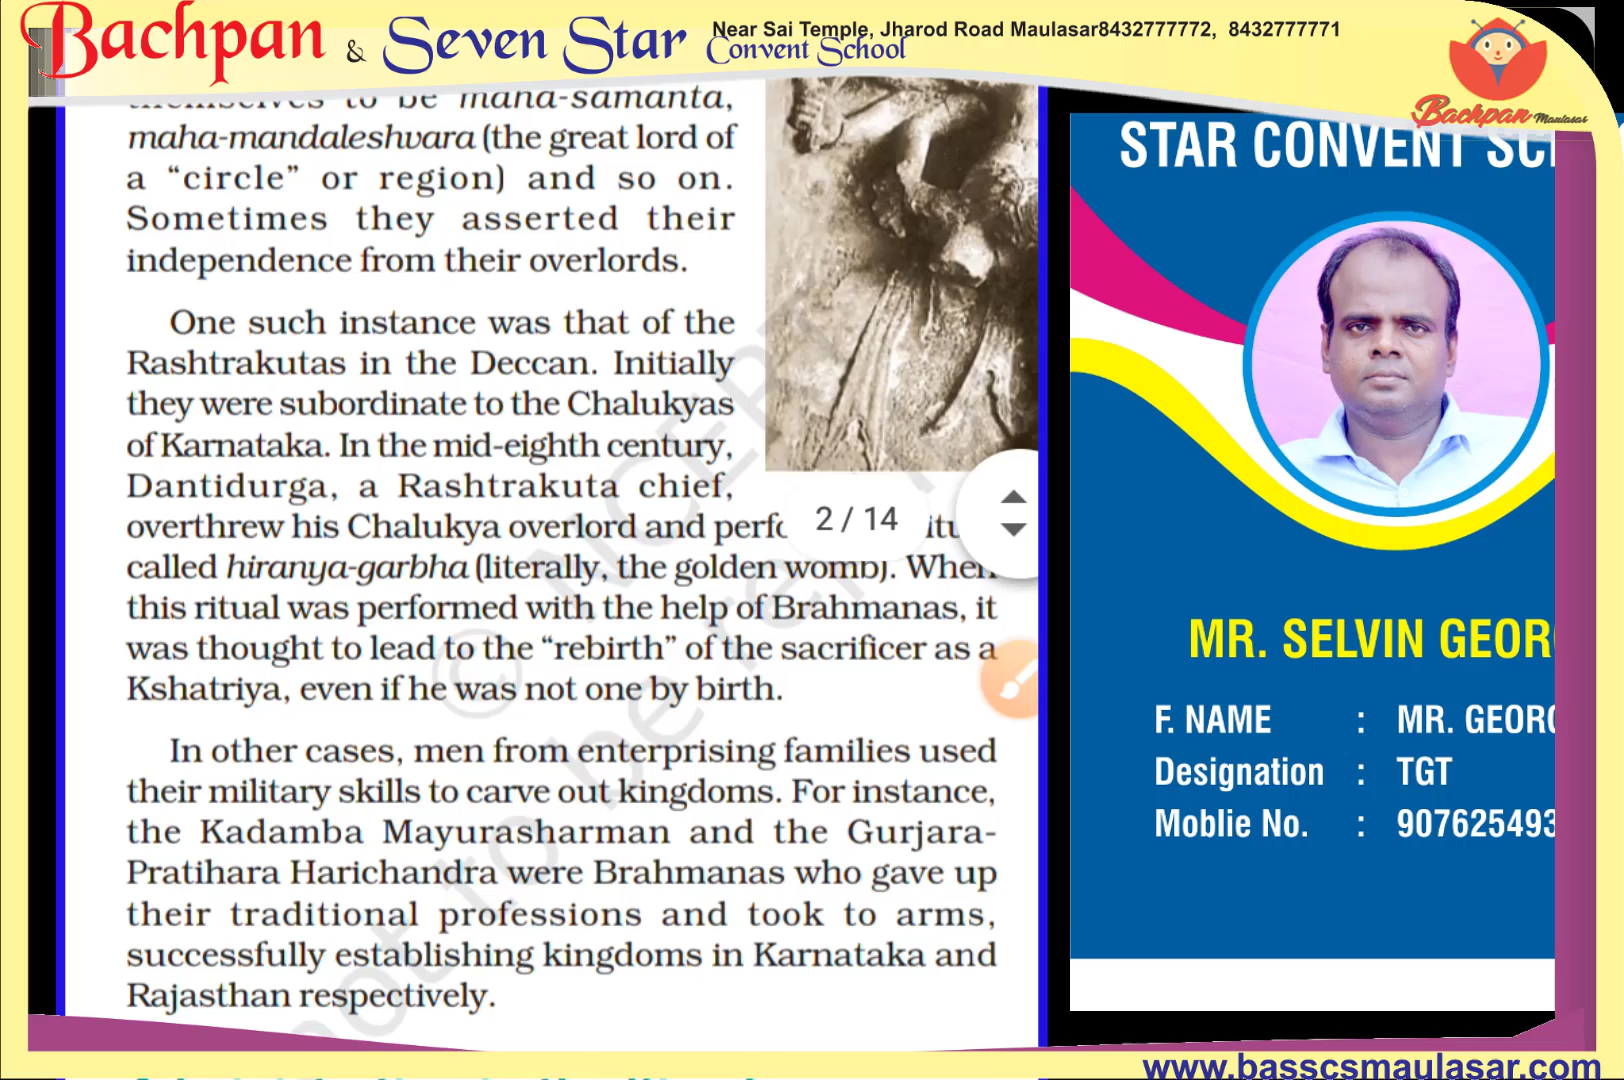 Bachpan & Seven Star Convent School
Near Sai Temple, Jharod Road Maulasar8432777772, 8432777771
Bachpan Maulasar
themselves to be maha-samanta,
maha-mandaleshvara (the great lord of
a “circle” or region) and so on.
Sometimes they asserted their
independence from their overlords.
One such instance was that of the
Rashtrakutas in the Deccan. Initially
they were subordinate to the Chalukyas
of Karnataka. In the mid-eighth century,
Dantidurga, a Rashtrakuta chief,
overthrew his Chalukya overlord and
called hiranya-garbha (literally, the golden womb). When
this ritual was performed with the help of Brahmanas, it
was thought to lead to the “rebirth” of the sacrificer as a
Kshatriya, even if he was not one by birth.
In other cases, men from enterprising families used
their military skills to carve out kingdoms. For instance,
the Kadamba Mayurasharman and the Gurjara-
Pratihara Harichandra were Brahmanas who gave up
their traditional professions and took to arms,
successfully establishing kingdoms in Karnataka and
Rajasthan respectively.
2 / 14
© NCERT
not to be re
STAR CONVENT SC
MR. SELVIN GEOR
F. NAME : MR. GEOR
Designation : TGT
Moblie No. : 907625493
www.basscsmaulasar.com